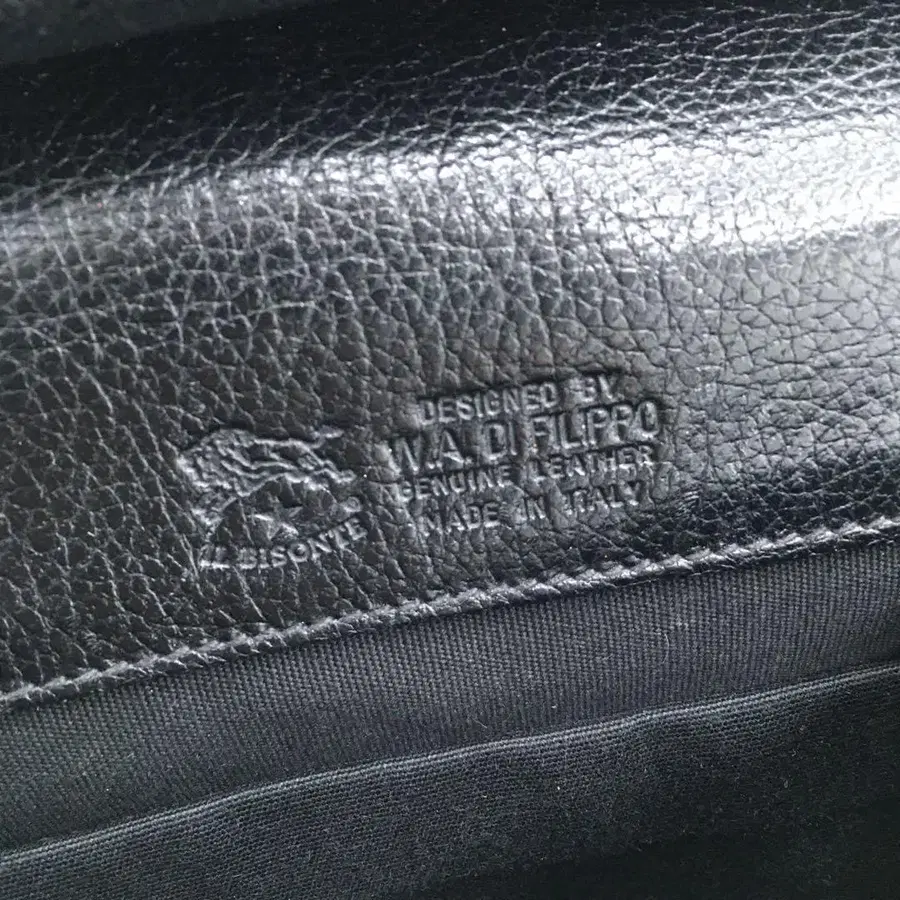 IL BISONTE
DESIGNED BY
W.A. DI FILIPPO
GENUINE LEATHER
MADE IN ITALY